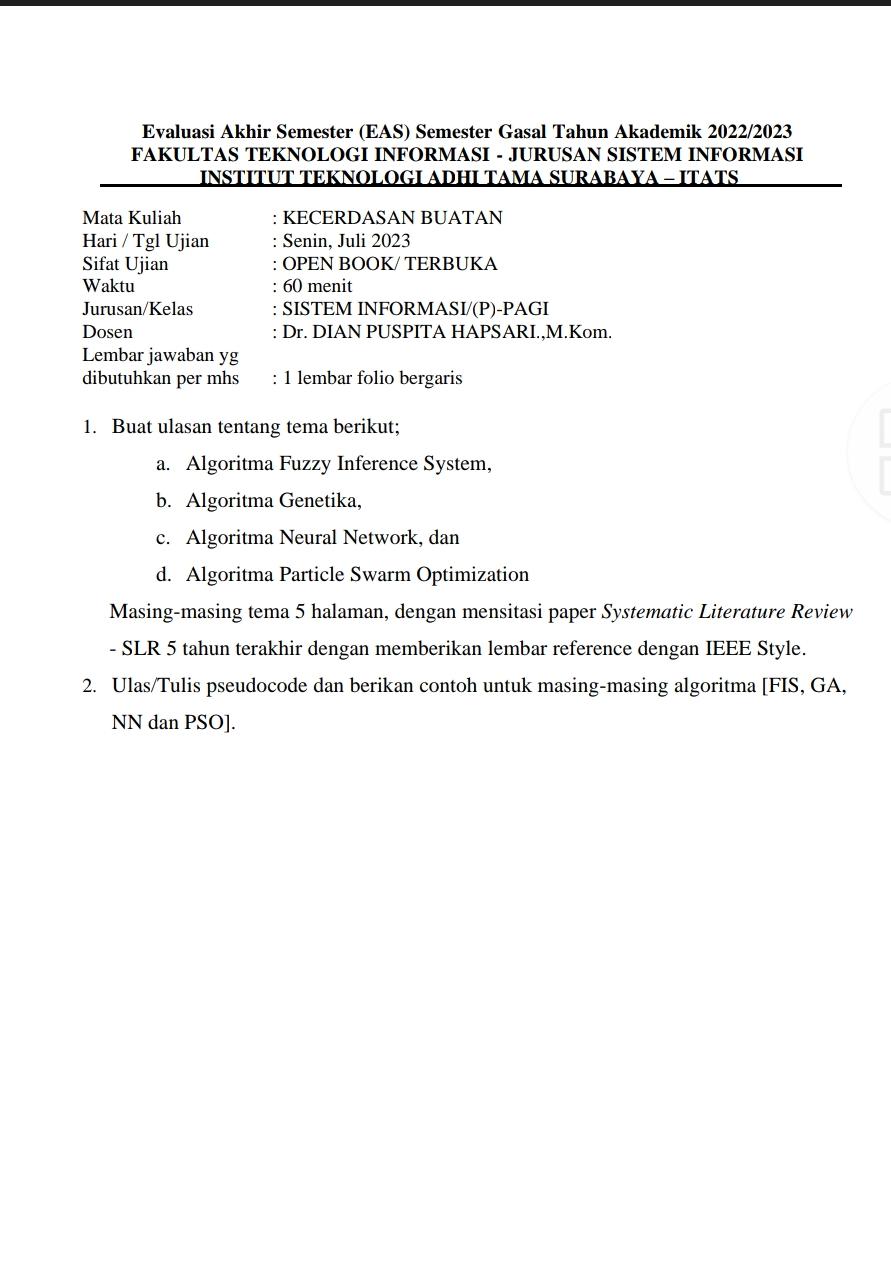 Evaluasi Akhir Semester (EAS) Semester Gasal Tahun Akademik 2022/2023
FAKULTAS TEKNOLOGI INFORMASI - JURUSAN SISTEM INFORMASI
INSTITUT TEKNOLOGI ADHI TAMA SURABAYA – ITATS
Mata Kuliah : KECERDASAN BUATAN
Hari / Tgl Ujian : Senin, Juli 2023
Sifat Ujian : OPEN BOOK/ TERBUKA
Waktu : 60 menit
Jurusan/Kelas : SISTEM INFORMASI/(P)-PAGI
Dosen : Dr. DIAN PUSPITA HAPSARI.,M.Kom.
Lembar jawaban yg
dibutuhkan per mhs : 1 lembar folio bergaris
1. Buat ulasan tentang tema berikut;
a. Algoritma Fuzzy Inference System,
b. Algoritma Genetika,
c. Algoritma Neural Network, dan
d. Algoritma Particle Swarm Optimization
Masing-masing tema 5 halaman, dengan mensitasi paper Systematic Literature Review
- SLR 5 tahun terakhir dengan memberikan lembar reference dengan IEEE Style.
2. Ulas/Tulis pseudocode dan berikan contoh untuk masing-masing algoritma [FIS, GA,
NN dan PSO].